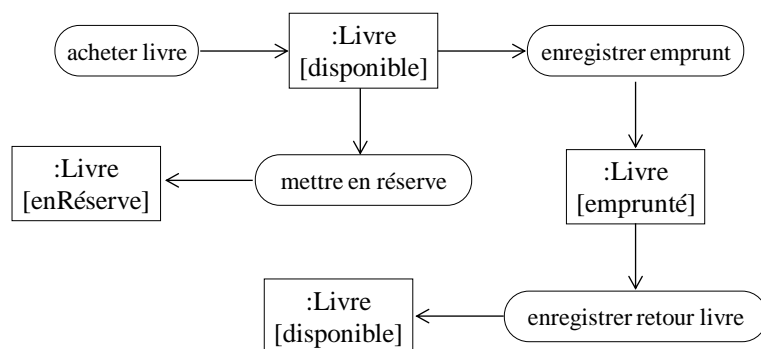 acheter livre
:Livre
[disponible]
enregistrer emprunt
:Livre
[enRéserve]
mettre en réserve
:Livre
[emprunté]
:Livre
[disponible]
enregistrer retour livre